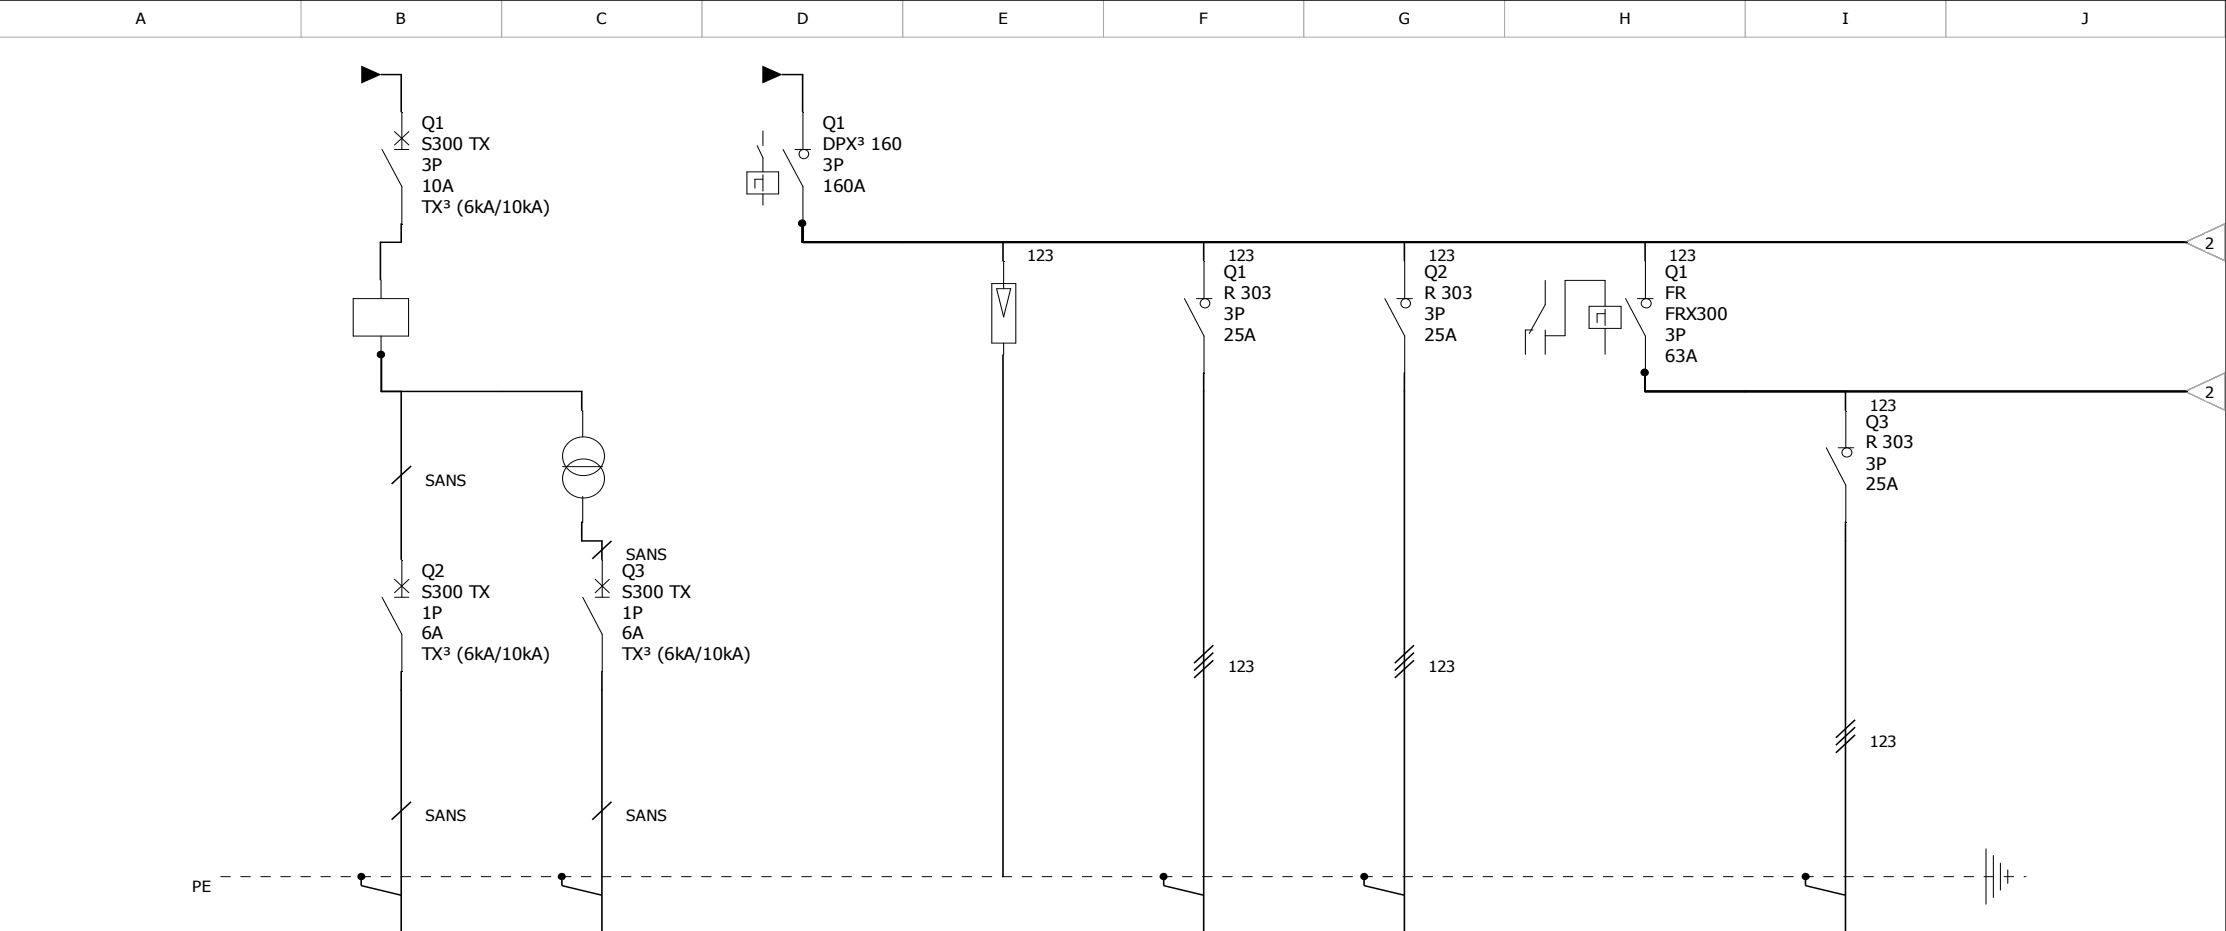 A B C D E F G H I J
Q1
S300 TX
3P
10A
TX³ (6kA/10kA)
Q1
DPX³ 160
3P
160A
2
123
123
Q1
R 303
3P
25A
123
Q2
R 303
3P
25A
123
Q1
FR
FRX300
3P
63A
2
123
Q3
R 303
3P
25A
SANS
SANS
Q2
S300 TX
1P
6A
TX³ (6kA/10kA)
Q3
S300 TX
1P
6A
TX³ (6kA/10kA)
123
123
123
SANS
SANS
PE